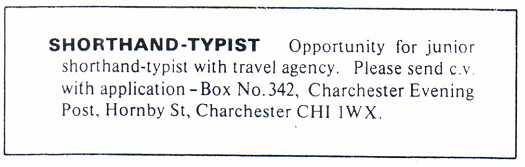 SHORTHAND-TYPIST Opportunity for junior
shorthand-typist with travel agency. Please send c.v.
with application – Box No. 342, Charchester Evening
Post, Hornby St, Charchester CHI IWX.